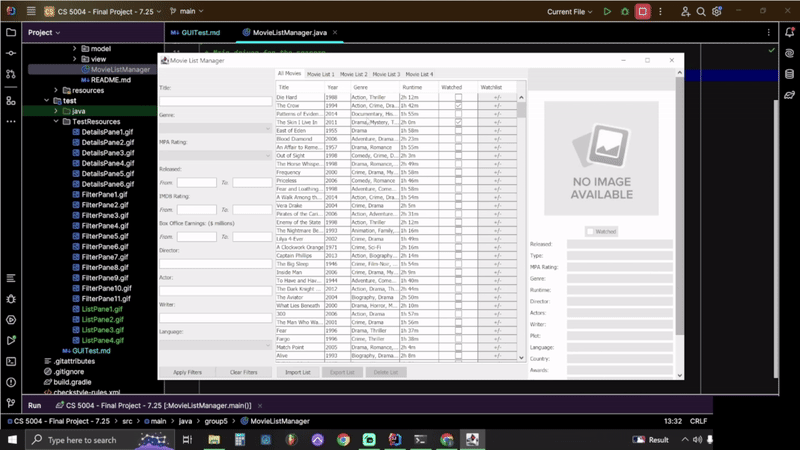 CS 5004 - Final Project - 7.25
main
Current File
Project
GUITest.md
MovieListManager.java
model
view
MovieListManager
README.md
resources
test
java
TestResources
DetailsPane1.gif
DetailsPane2.gif
DetailsPane3.gif
DetailsPane4.gif
DetailsPane5.gif
DetailsPane6.gif
FilterPane1.gif
FilterPane2.gif
FilterPane3.gif
FilterPane4.gif
FilterPane5.gif
FilterPane6.gif
FilterPane7.gif
FilterPane8.gif
FilterPane9.gif
FilterPane10.gif
FilterPane11.gif
ListPane1.gif
ListPane2.gif
ListPane3.gif
ListPane4.gif
GUITest.md
.gitattributes
.gitignore
build.gradle
checkstyle-rules.xml
Movie List Manager
Title:
Genre:
MPA Rating:
Released:
From: To:
IMDB Rating:
From: To:
Box Office Earnings: ($ millions)
From: To:
Director:
Actor:
Writer:
Language:
Apply Filters Clear Filters
All Movies Movie List 1 Movie List 2 Movie List 3 Movie List 4
Title Year Genre Runtime Watched Watchlist
Die Hard 1988 Action, Thriller 2h 12m +/-
The Crow 1994 Action, Crime, Dra... 1h 42m +/-
Patterns of Eviden... 2014 Documentary, His... 1h 55m +/-
The Skin I Live In 2011 Drama, Mystery, T... 2h 0m +/-
East of Eden 1955 Drama 1h 58m +/-
Blood Diamond 2006 Adventure, Drama... 2h 23m +/-
An Affair to Reme... 1957 Drama, Romance 1h 55m +/-
Out of Sight 1998 Comedy, Crime, D... 2h 3m +/-
The Horse Whispe... 1998 Drama, Romance, ... 2h 49m +/-
Frequency 2000 Crime, Drama, My... 1h 58m +/-
Priceless 2006 Comedy, Romance 1h 46m +/-
Fear and Loathing... 1998 Adventure, Come... 1h 58m +/-
A Walk Among th... 2014 Action, Crime, Dra... 1h 54m +/-
Vera Drake 2004 Crime, Drama 2h 5m +/-
Pirates of the Cari... 2006 Action, Adventure... 2h 31m +/-
Enemy of the State 1998 Action, Thriller 2h 12m +/-
The Nightmare Be... 1993 Animation, Family,... 1h 16m +/-
Lilya 4-Ever 2002 Crime, Drama 1h 49m +/-
A Clockwork Orange 1971 Crime, Sci-Fi 2h 16m +/-
Captain Phillips 2013 Action, Biography... 2h 14m +/-
The Big Sleep 1946 Crime, Film-Noir,... 1h 54m +/-
Inside Man 2006 Crime, Drama, My... 2h 9m +/-
To Have and Hav... 1944 Adventure, Come... 1h 40m +/-
The Dark Knight ... 2012 Action, Drama, Th... 2h 44m +/-
The Aviator 2004 Biography, Drama 2h 50m +/-
What Lies Beneath 2000 Drama, Horror, M... 2h 10m +/-
300 2006 Action, Drama 1h 57m +/-
The Man Who Wa... 2001 Crime, Drama 1h 56m +/-
Fear 1996 Drama, Thriller 1h 37m +/-
Fargo 1996 Crime, Thriller 1h 38m +/-
Match Point 2005 Drama, Romance, ... 2h 4m +/-
Alive 1993 Biography, Drama... 2h 0m +/-
Import List Export List Delete List
NO IMAGE
AVAILABLE
Watched
Released:
Type:
MPA Rating:
Genre:
Runtime:
Director:
Actors:
Writer:
Plot:
Language:
Country:
Awards:
Run CS 5004 - Final Project - 7.25 [:MovieListManager.main()]
CS 5004 - Final Project - 7.25 > src > main > java > group5 > MovieListManager
13:32 CRLF
Type here to search
Result